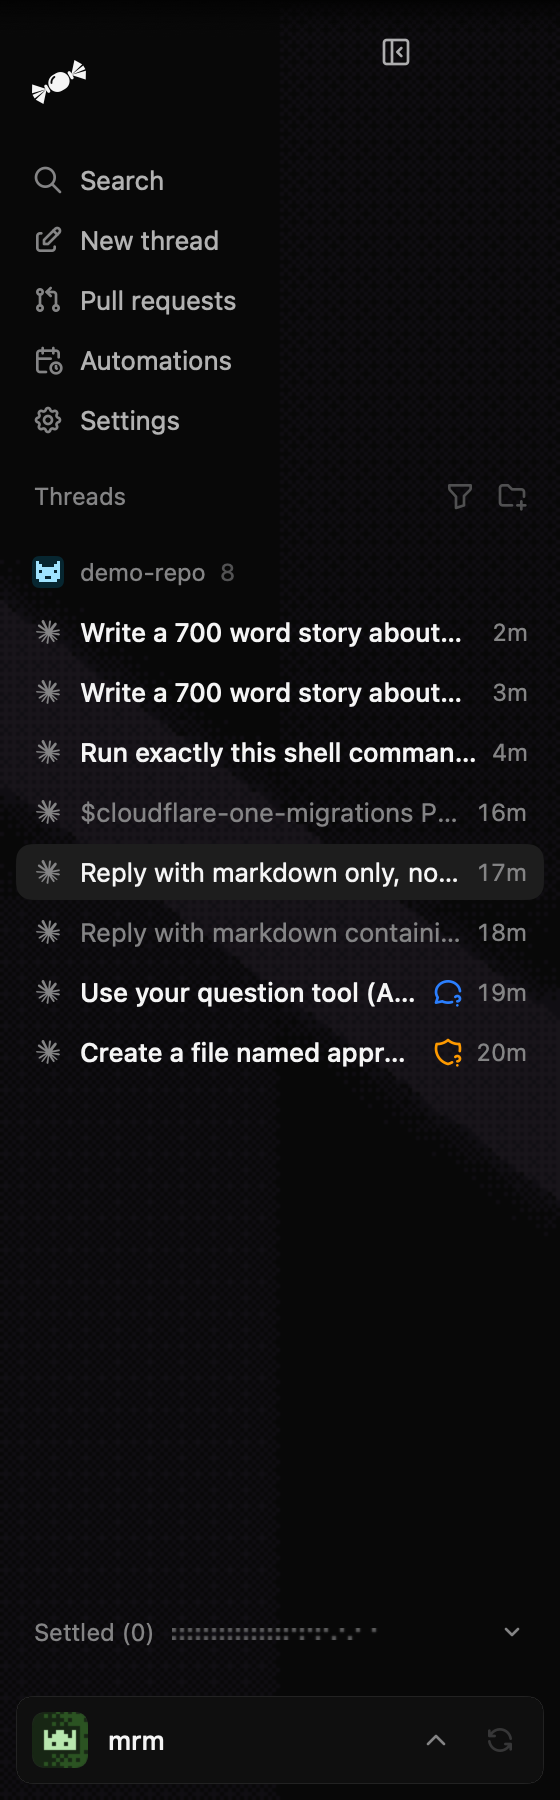 Search
New thread
Pull requests
Automations
Settings
Threads
demo-repo 8
Write a 700 word story about... 2m
Write a 700 word story about... 3m
Run exactly this shell comman... 4m
$cloudflare-one-migrations P... 16m
Reply with markdown only, no... 17m
Reply with markdown containi... 18m
Use your question tool (A... 19m
Create a file named appr... 20m
Settled (0)
mrm